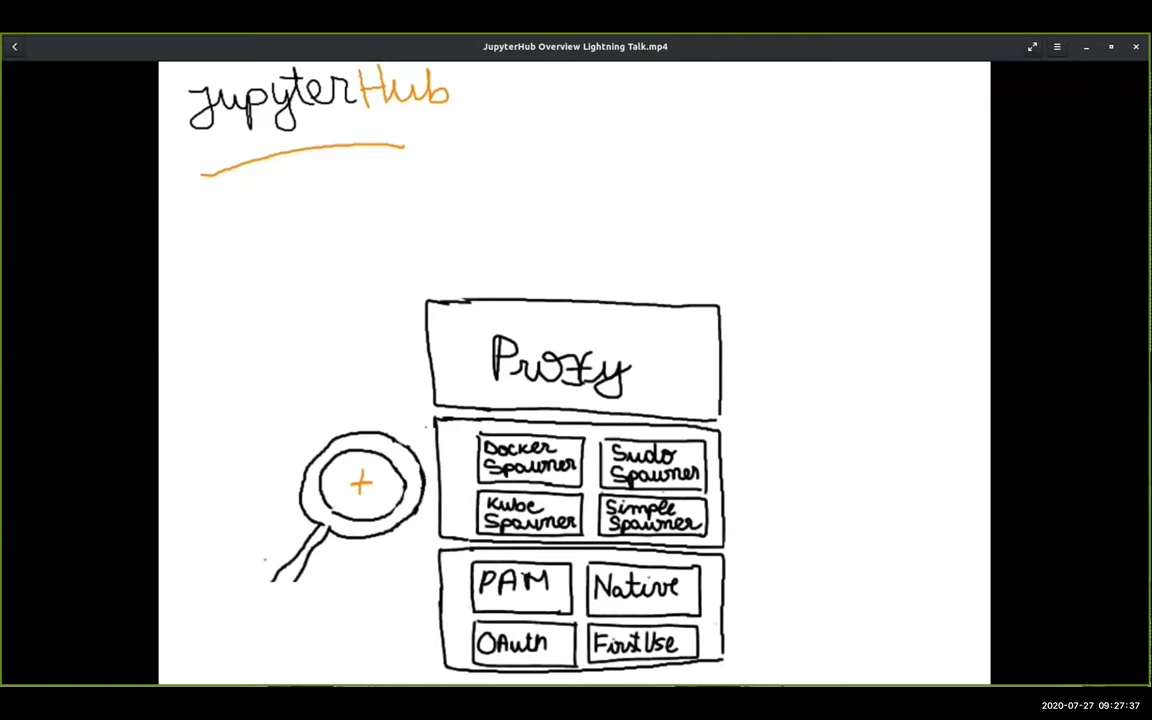 JupyterHub Overview Lightning Talk.mp4
jupyterHub
Proxy
Docker
Spawner
Sudo
Spawner
Kube
Spawner
Simple
Spawner
PAM
Native
OAuth
FirstUse
2020-07-27 09:27:37